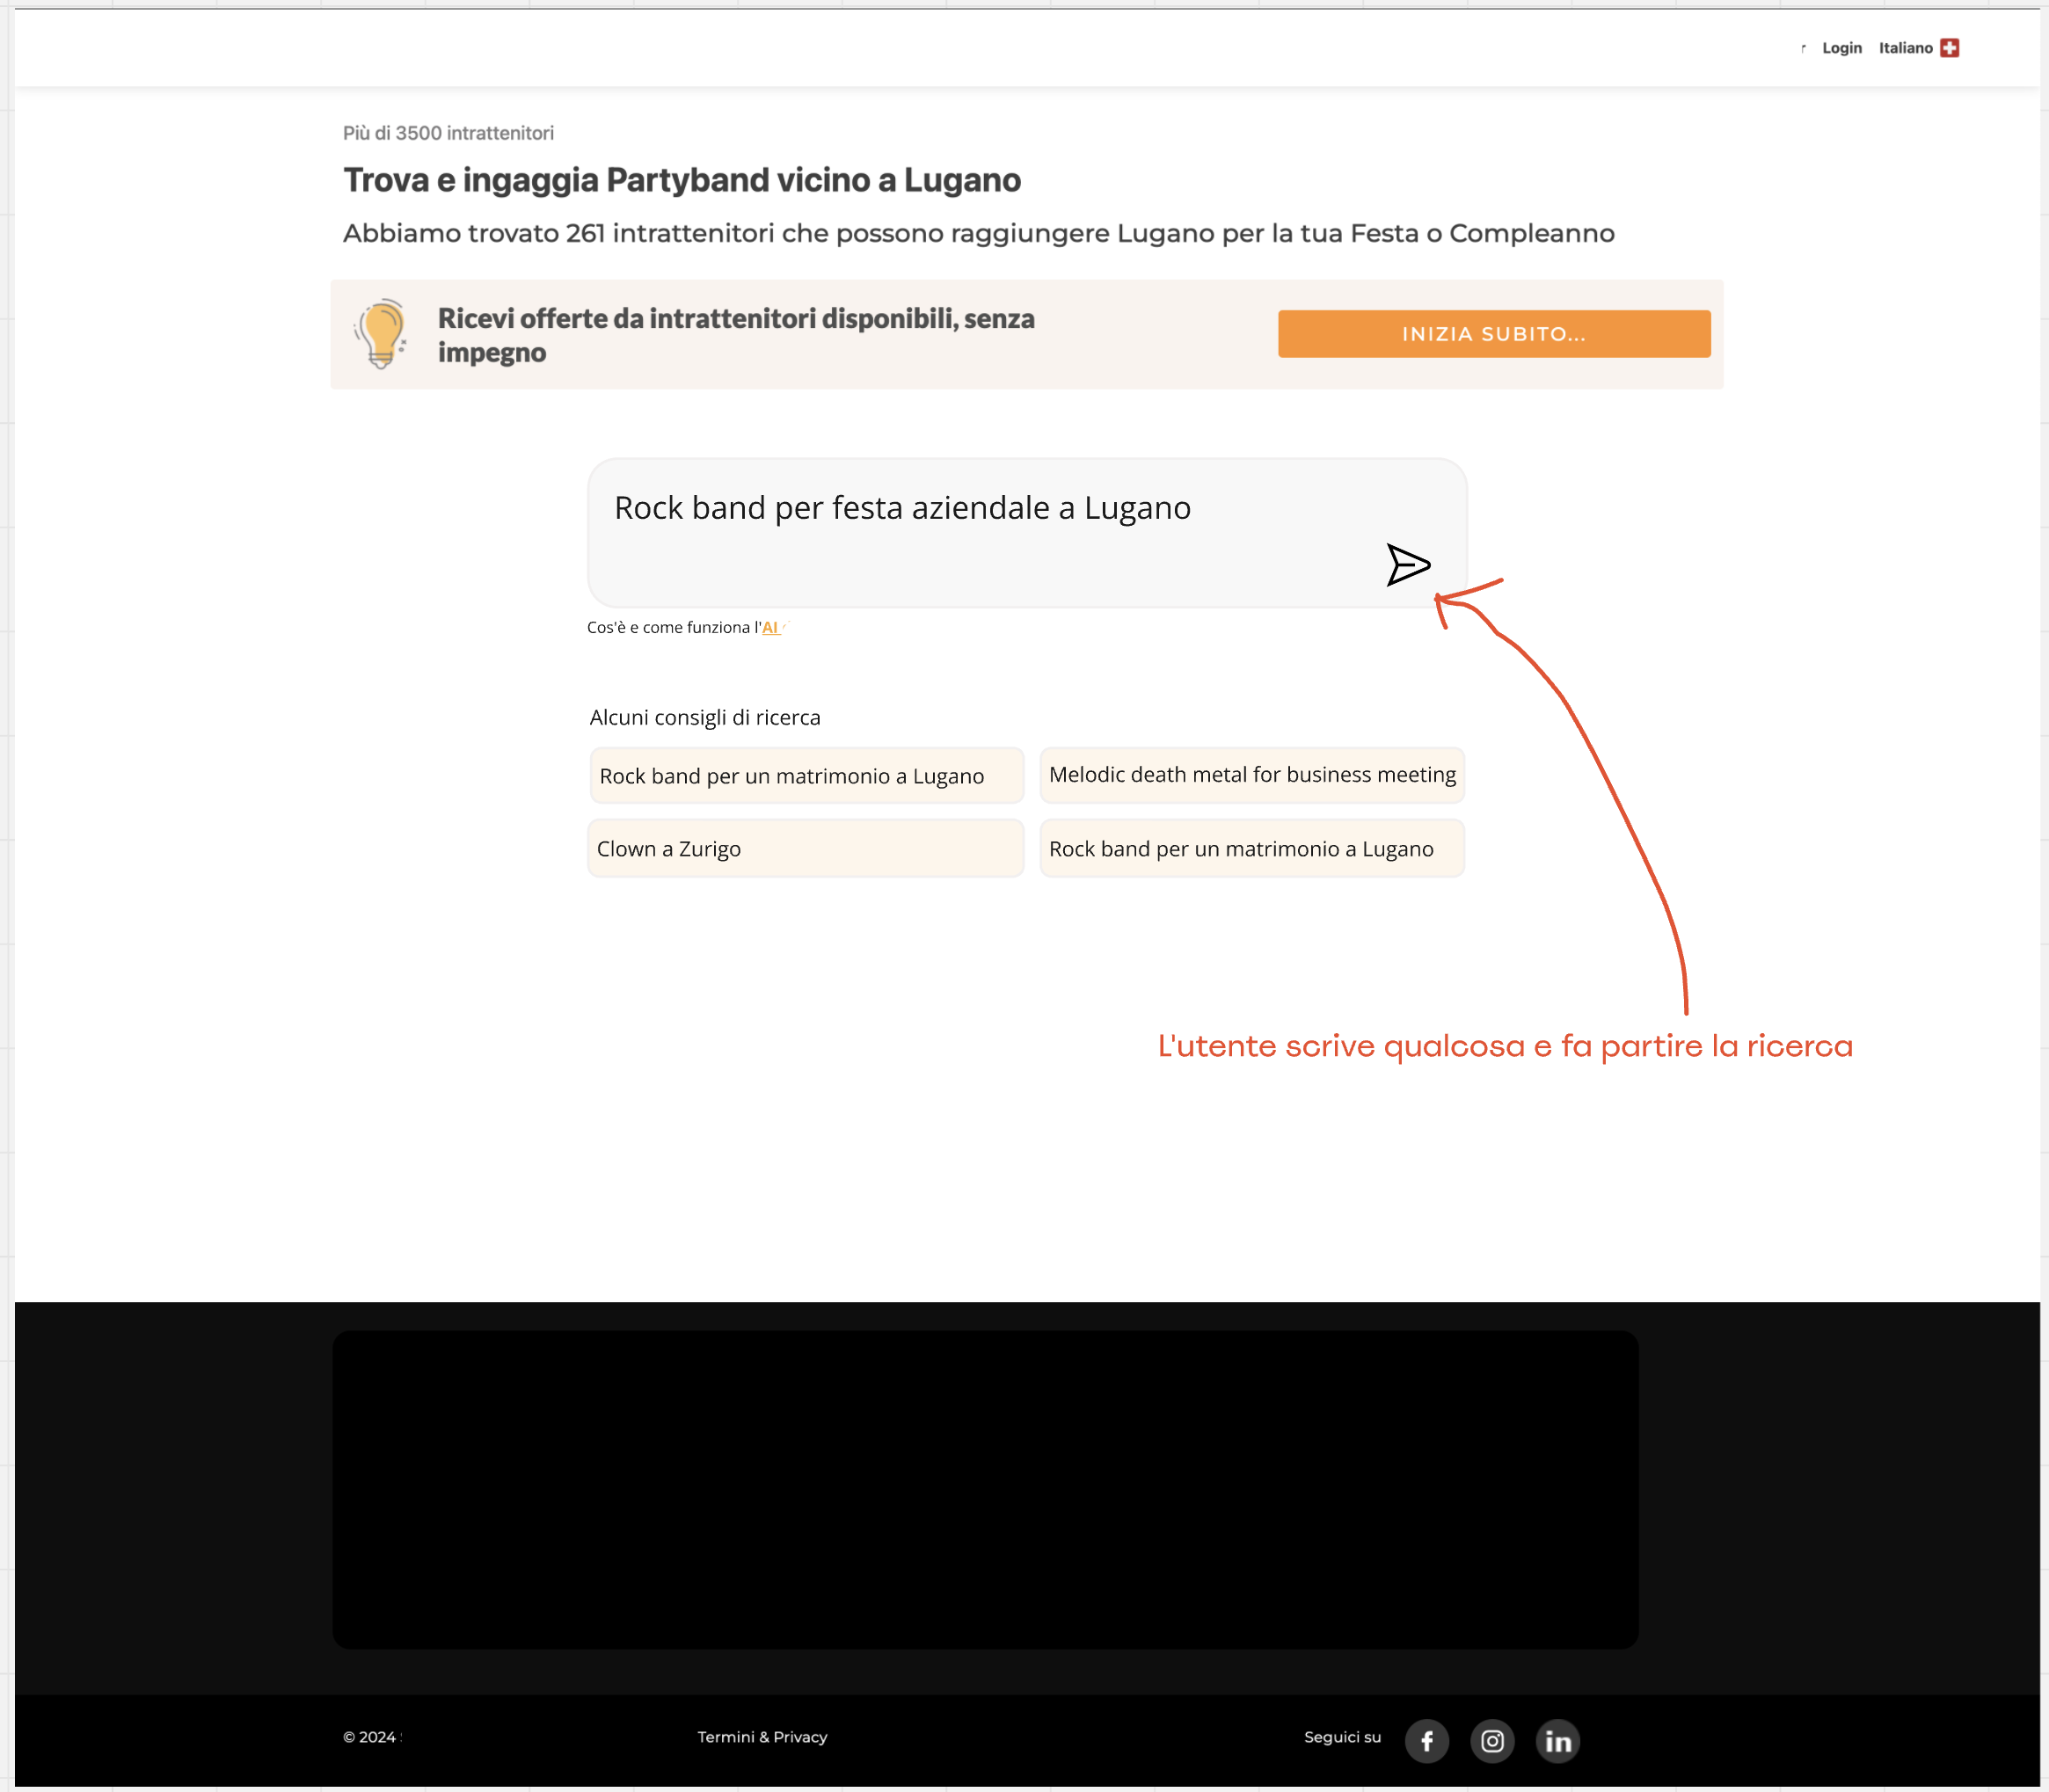 Login Italiano
Più di 3500 intrattenitori
Trova e ingaggia Partyband vicino a Lugano
Abbiamo trovato 261 intrattenitori che possono raggiungere Lugano per la tua Festa o Compleanno
Ricevi offerte da intrattenitori disponibili, senza
impegno
INIZIA SUBITO...
Rock band per festa aziendale a Lugano
Cos'è e come funziona l'AI
Alcuni consigli di ricerca
Rock band per un matrimonio a Lugano
Melodic death metal for business meeting
Clown a Zurigo
Rock band per un matrimonio a Lugano
L'utente scrive qualcosa e fa partire la ricerca
© 2024
Termini & Privacy
Seguici su